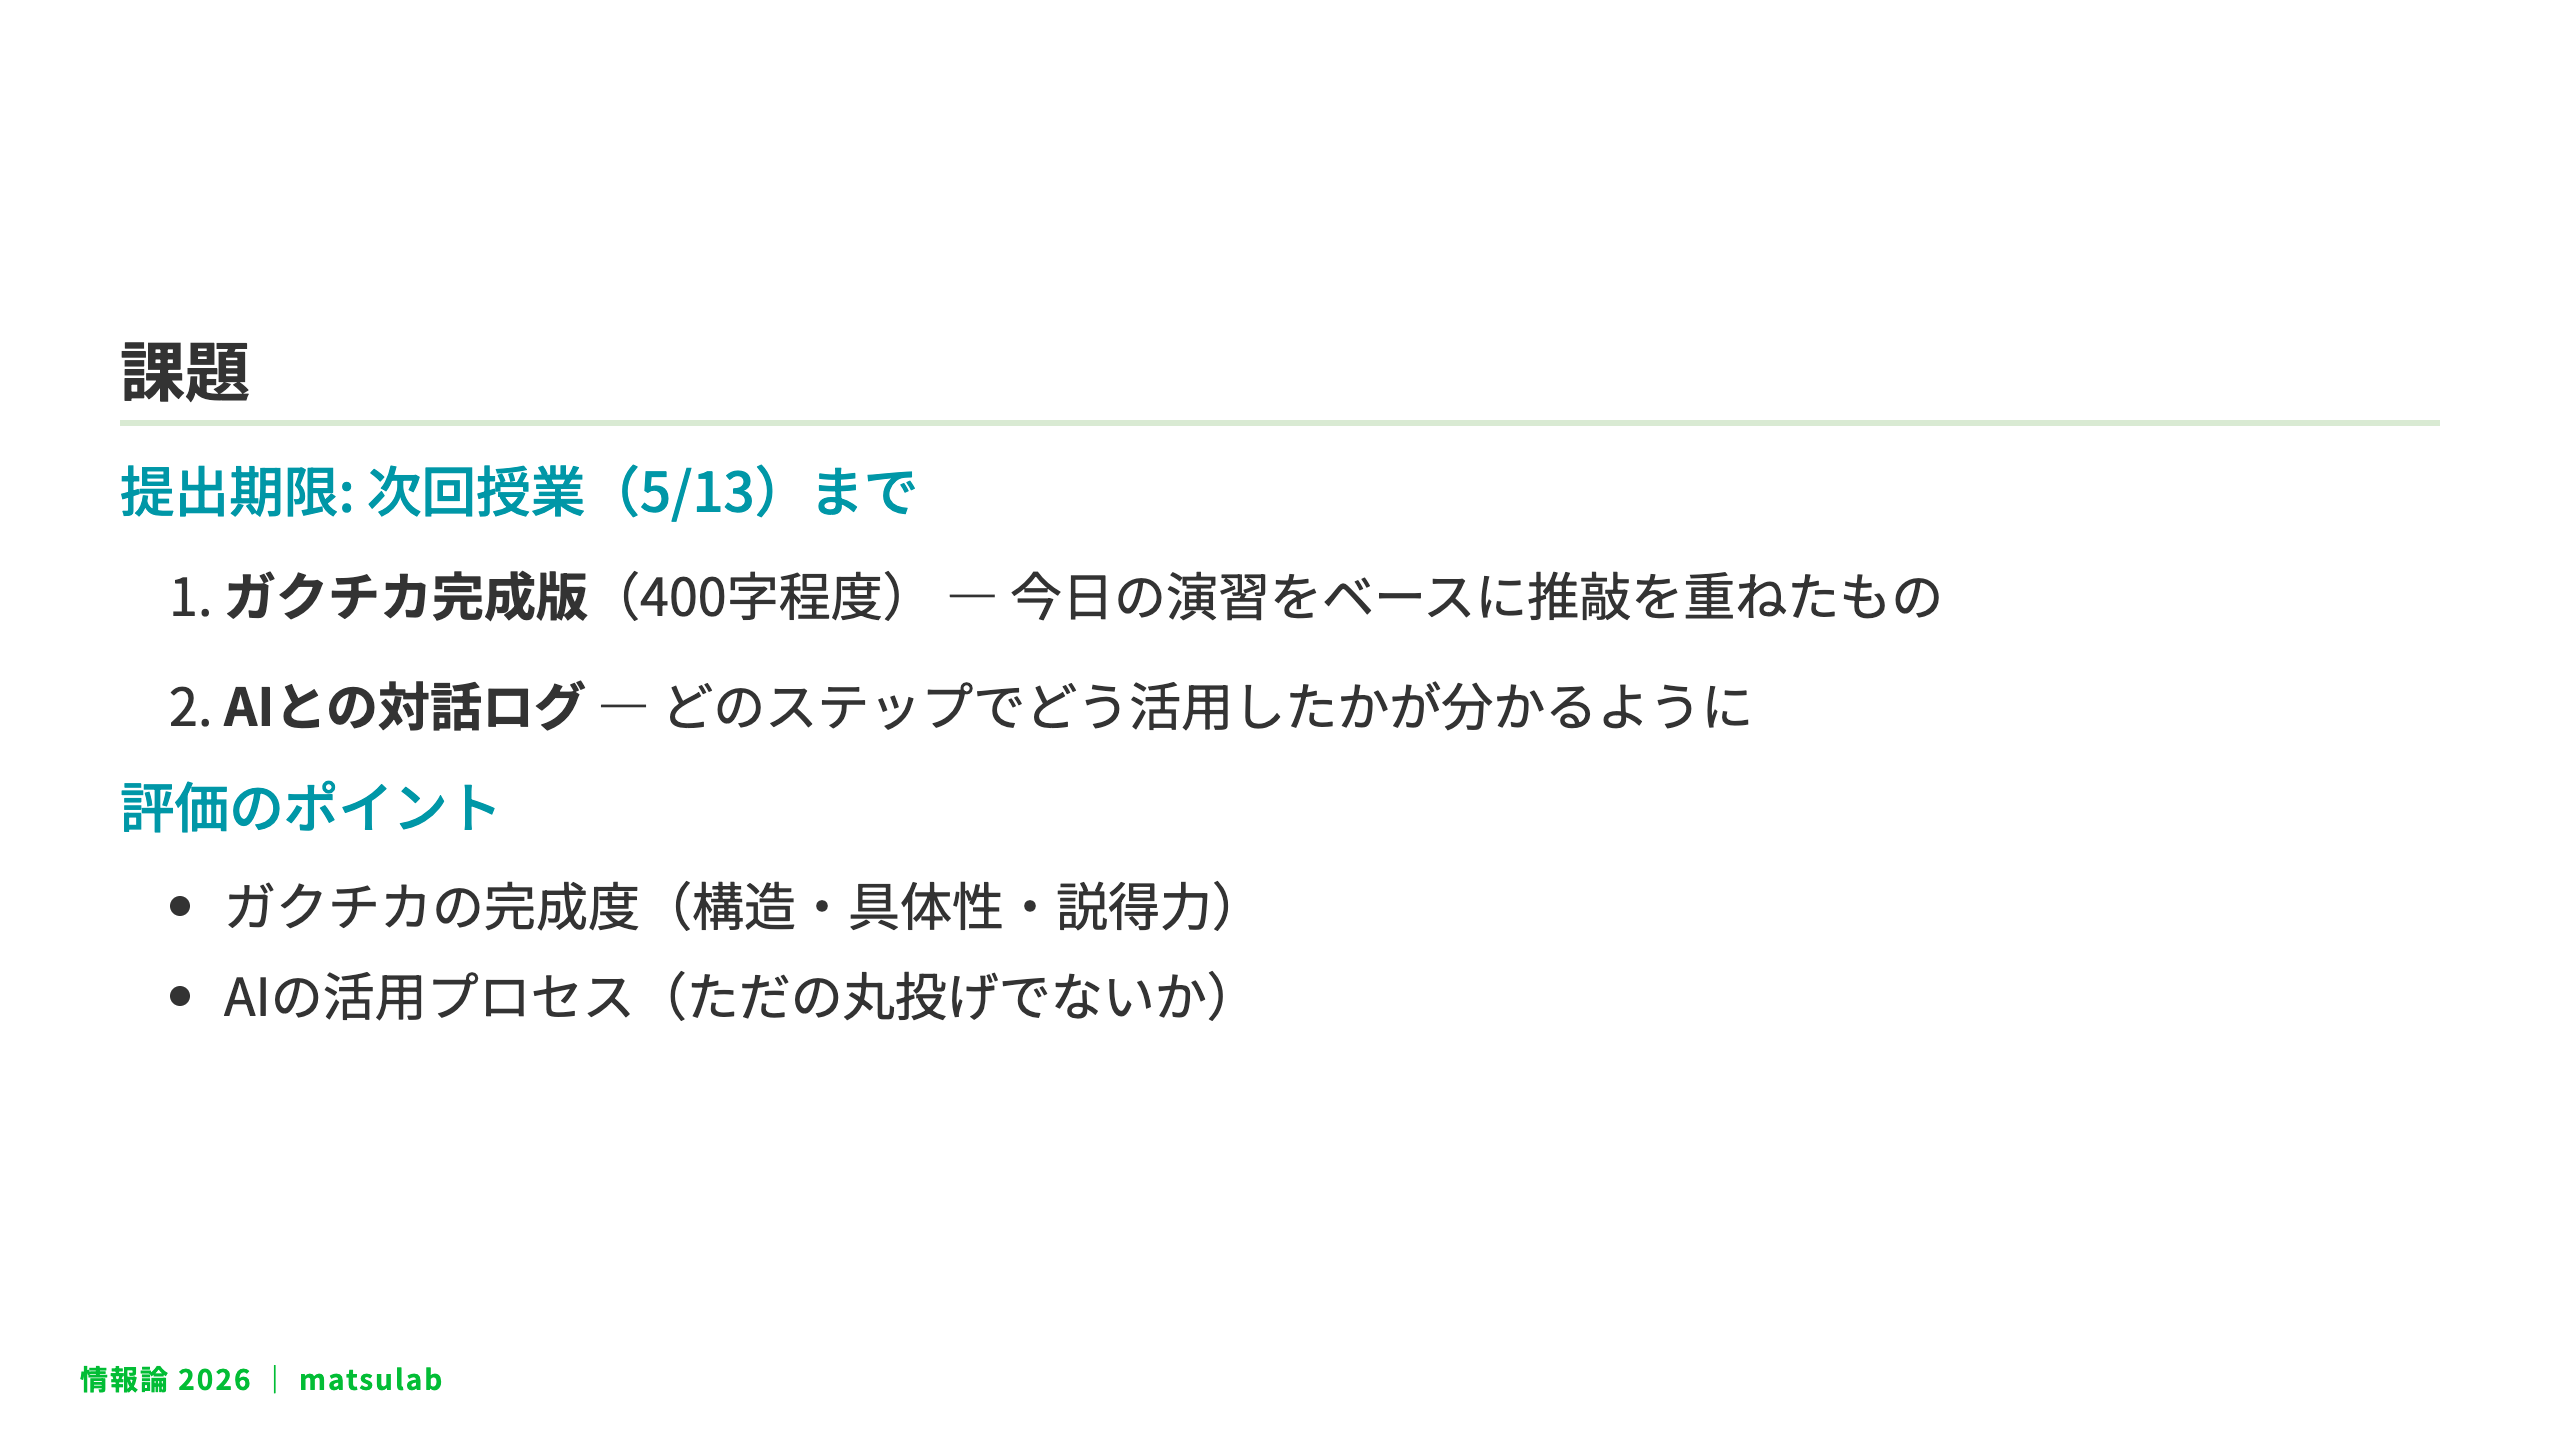 課題
提出期限: 次回授業（5/13）まで
1. ガクチカ完成版（400字程度） — 今日の演習をベースに推敲を重ねたもの
2. AIとの対話ログ — どのステップでどう活用したかが分かるように
評価のポイント
• ガクチカの完成度（構造・具体性・説得力）
• AIの活用プロセス（ただの丸投げでないか）
情報論 2026 ｜ matsulab